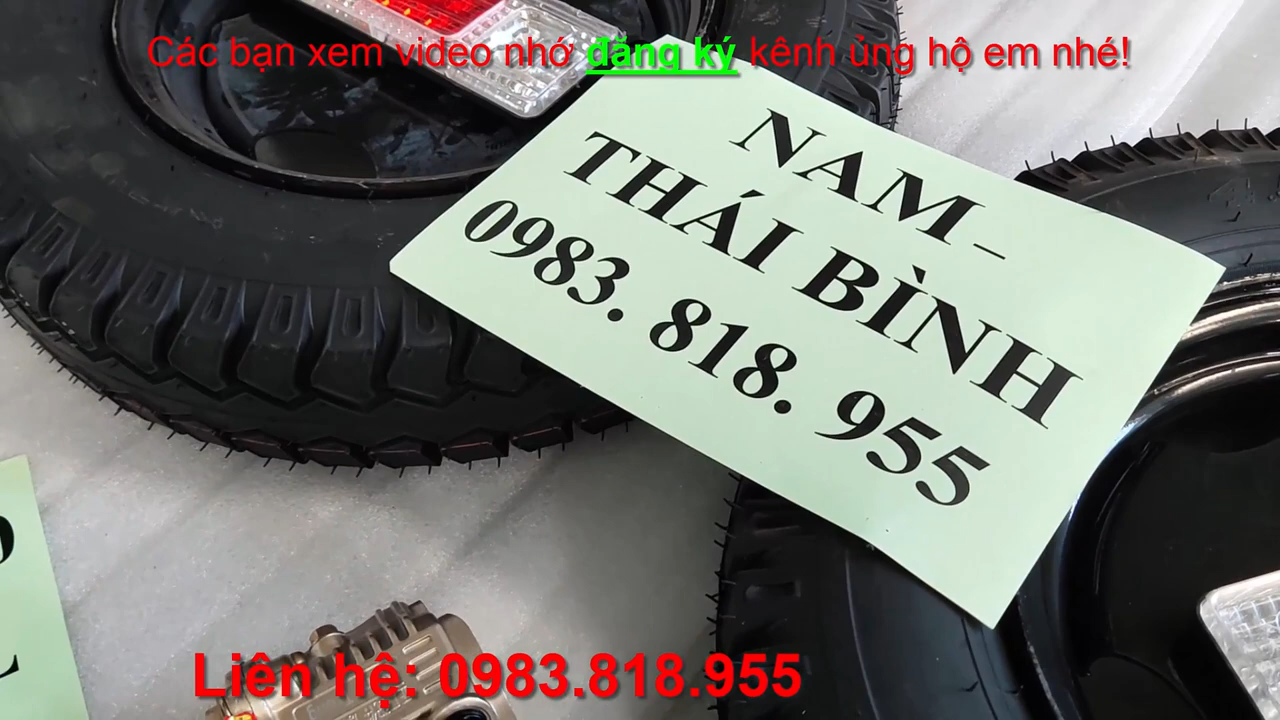 Các bạn xem video nhớ đăng ký kênh ủng hộ em nhé!
NAM-
THÁI BÌNH
0983. 818. 955
Liên hệ: 0983.818.955